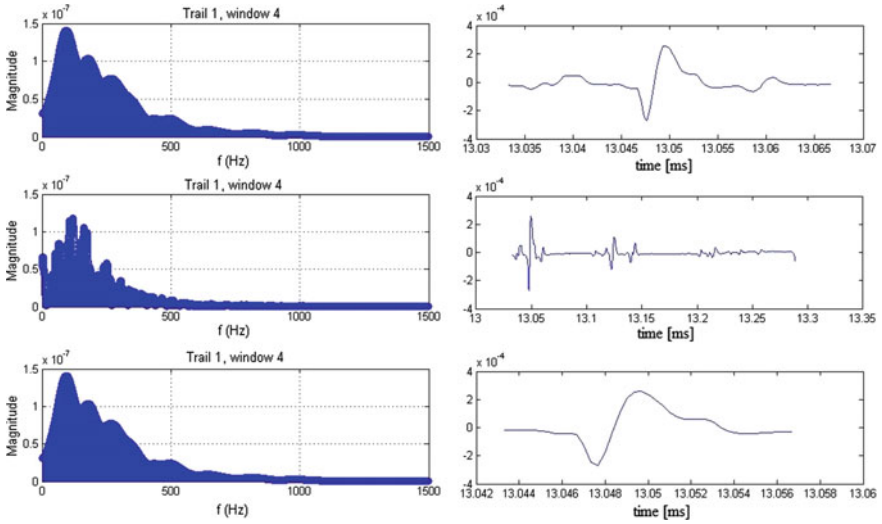 Trail 1, window 4
x 10^-7
1.5
1
0.5
0
Magnitude
0 500 1000 1500
f (Hz)
x 10^-4
4
2
0
-2
-4
13.03 13.035 13.04 13.045 13.05 13.055 13.06 13.065 13.07
time [ms]
Trail 1, window 4
x 10^-7
1.5
1
0.5
0
Magnitude
0 500 1000 1500
f (Hz)
x 10^-4
4
2
0
-2
-4
13 13.05 13.1 13.15 13.2 13.25 13.3 13.35
time [ms]
Trail 1, window 4
x 10^-7
1.5
1
0.5
0
Magnitude
0 500 1000 1500
f (Hz)
x 10^-4
4
2
0
-2
-4
13.042 13.044 13.046 13.048 13.05 13.052 13.054 13.056 13.058 13.06
time [ms]